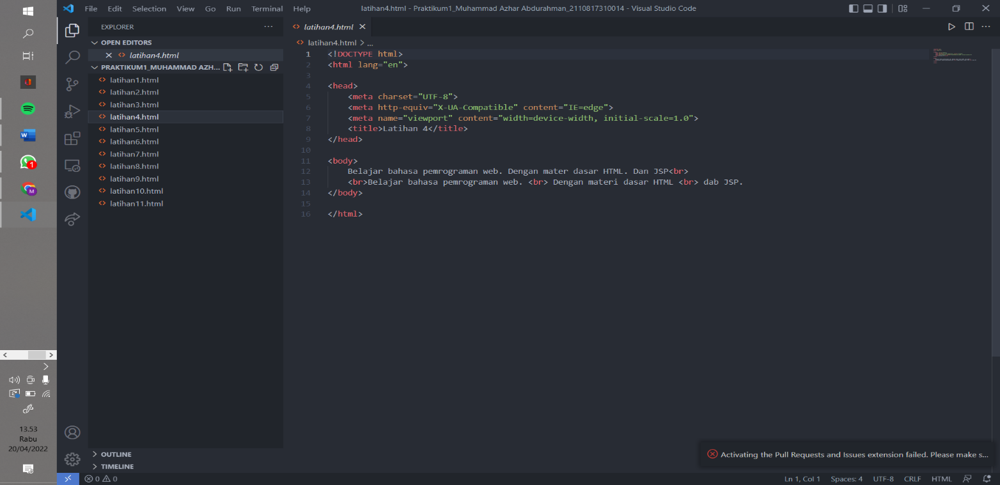 File Edit Selection View Go Run Terminal Help
latihan4.html - Praktikum1_Muhammad Azhar Abdurahman_2110817310014 - Visual Studio Code
EXPLORER
OPEN EDITORS
latihan4.html
PRAKTIKUM1_MUHAMMAD AZH...
latihan1.html
latihan2.html
latihan3.html
latihan4.html
latihan5.html
latihan6.html
latihan7.html
latihan8.html
latihan9.html
latihan10.html
latihan11.html
OUTLINE
TIMELINE
latihan4.html
latihan4.html > ...
1 <!DOCTYPE html>
2 <html lang="en">
3
4 <head>
5 <meta charset="UTF-8">
6 <meta http-equiv="X-UA-Compatible" content="IE=edge">
7 <meta name="viewport" content="width=device-width, initial-scale=1.0">
8 <title>Latihan 4</title>
9 </head>
10
11 <body>
12 Belajar bahasa pemrograman web. Dengan mater dasar HTML. Dan JSP<br>
13 <br>Belajar bahasa pemrograman web. <br> Dengan materi dasar HTML <br> dab JSP.
14 </body>
15
16 </html>
Activating the Pull Requests and Issues extension failed. Please make s...
0 0
Ln 1, Col 1 Spaces: 4 UTF-8 CRLF HTML
1
M
13.53
Rabu
20/04/2022